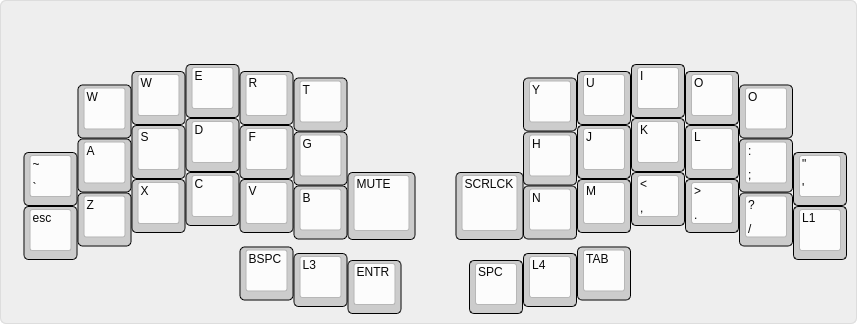 W W E R T
Y U I O O
A S D F G
H J K L :
;
~
`
"
'
esc Z X C V B MUTE
SCRLCK N M <
,
>
.
?
/
L1
BSPC L3 ENTR
SPC L4 TAB